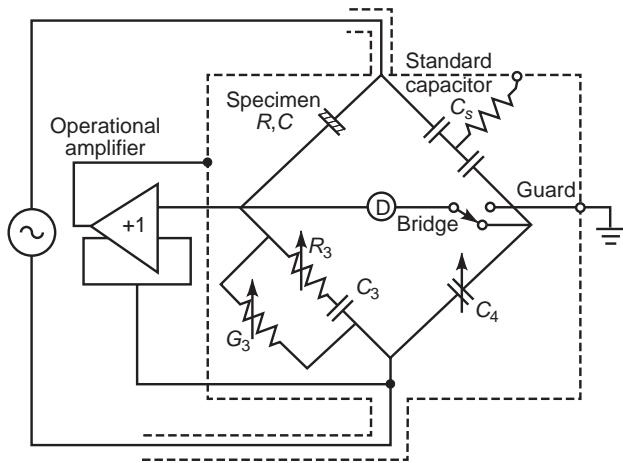 Standard
capacitor
Specimen
R,C
C_s
Operational
amplifier
Guard
+1
D
Bridge
R_3
C_3
C_4
G_3